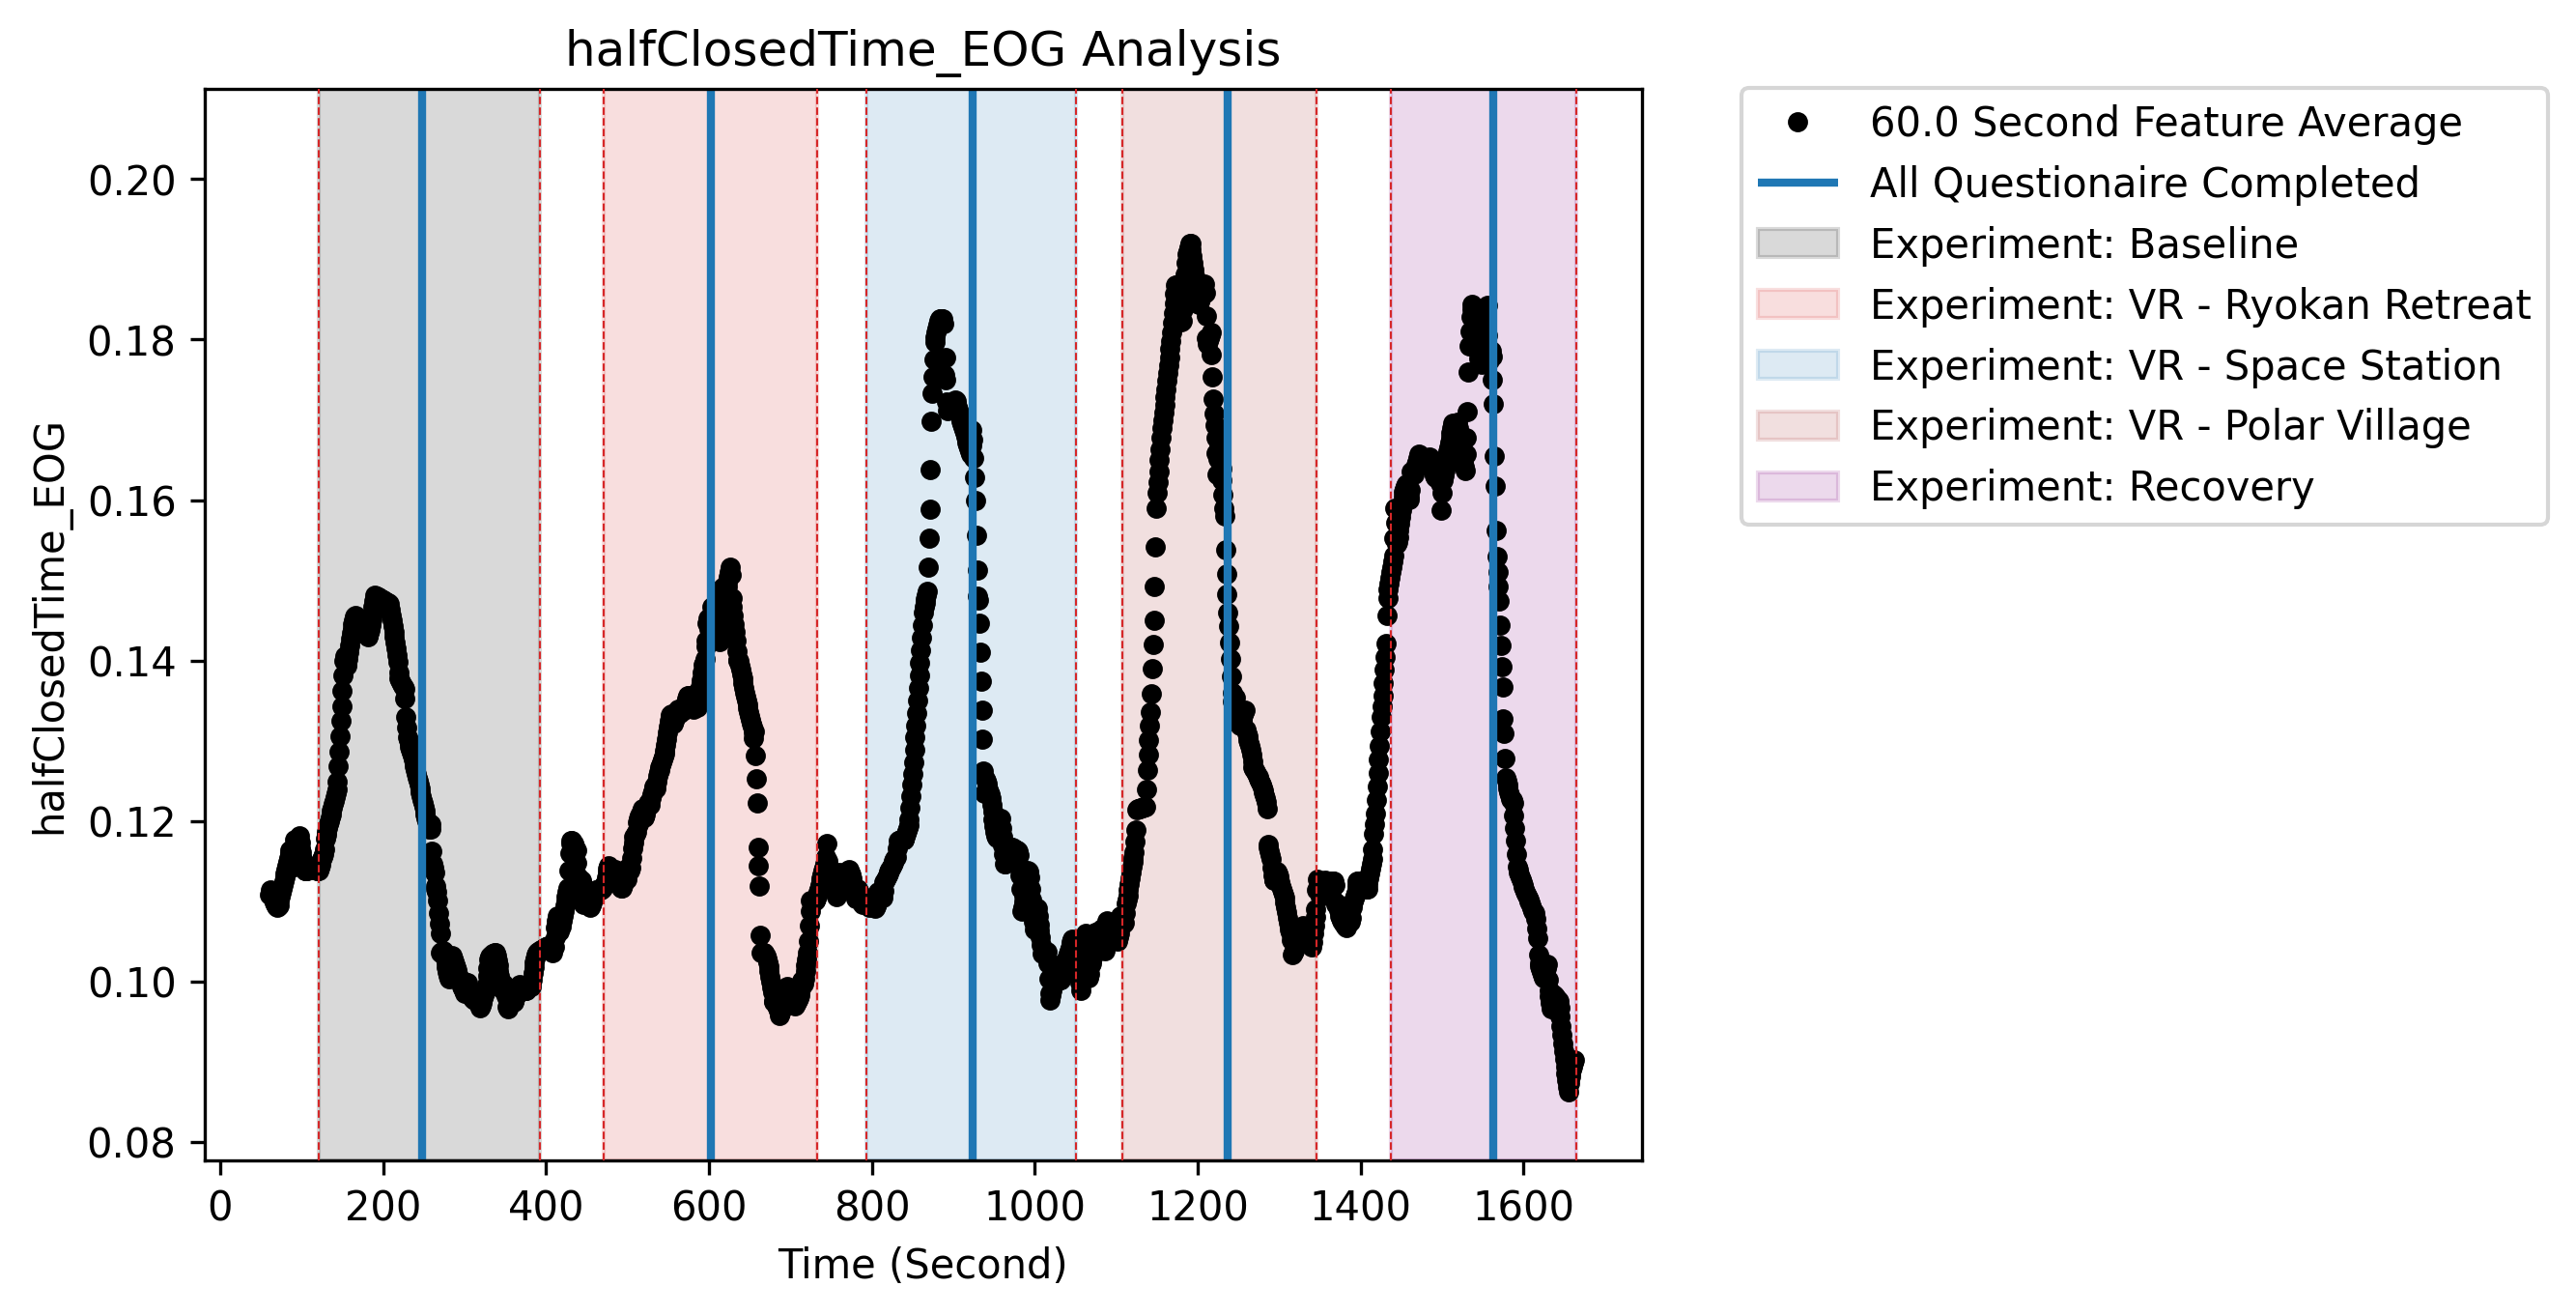 halfClosedTime_EOG Analysis
halfClosedTime_EOG
0.20
0.18
0.16
0.14
0.12
0.10
0.08
0 200 400 600 800 1000 1200 1400 1600
Time (Second)
60.0 Second Feature Average
All Questionaire Completed
Experiment: Baseline
Experiment: VR - Ryokan Retreat
Experiment: VR - Space Station
Experiment: VR - Polar Village
Experiment: Recovery